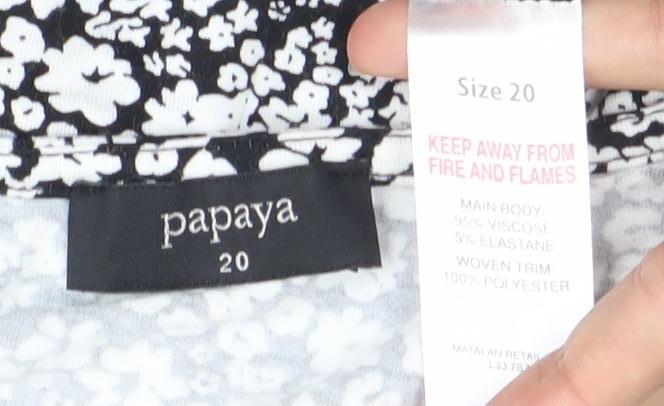 papaya
20
Size 20
KEEP AWAY FROM
FIRE AND FLAMES
MAIN BODY:
95% VISCOSE
5% ELASTANE
WOVEN TRIM:
100% POLYESTER
MATALAN RETAIL